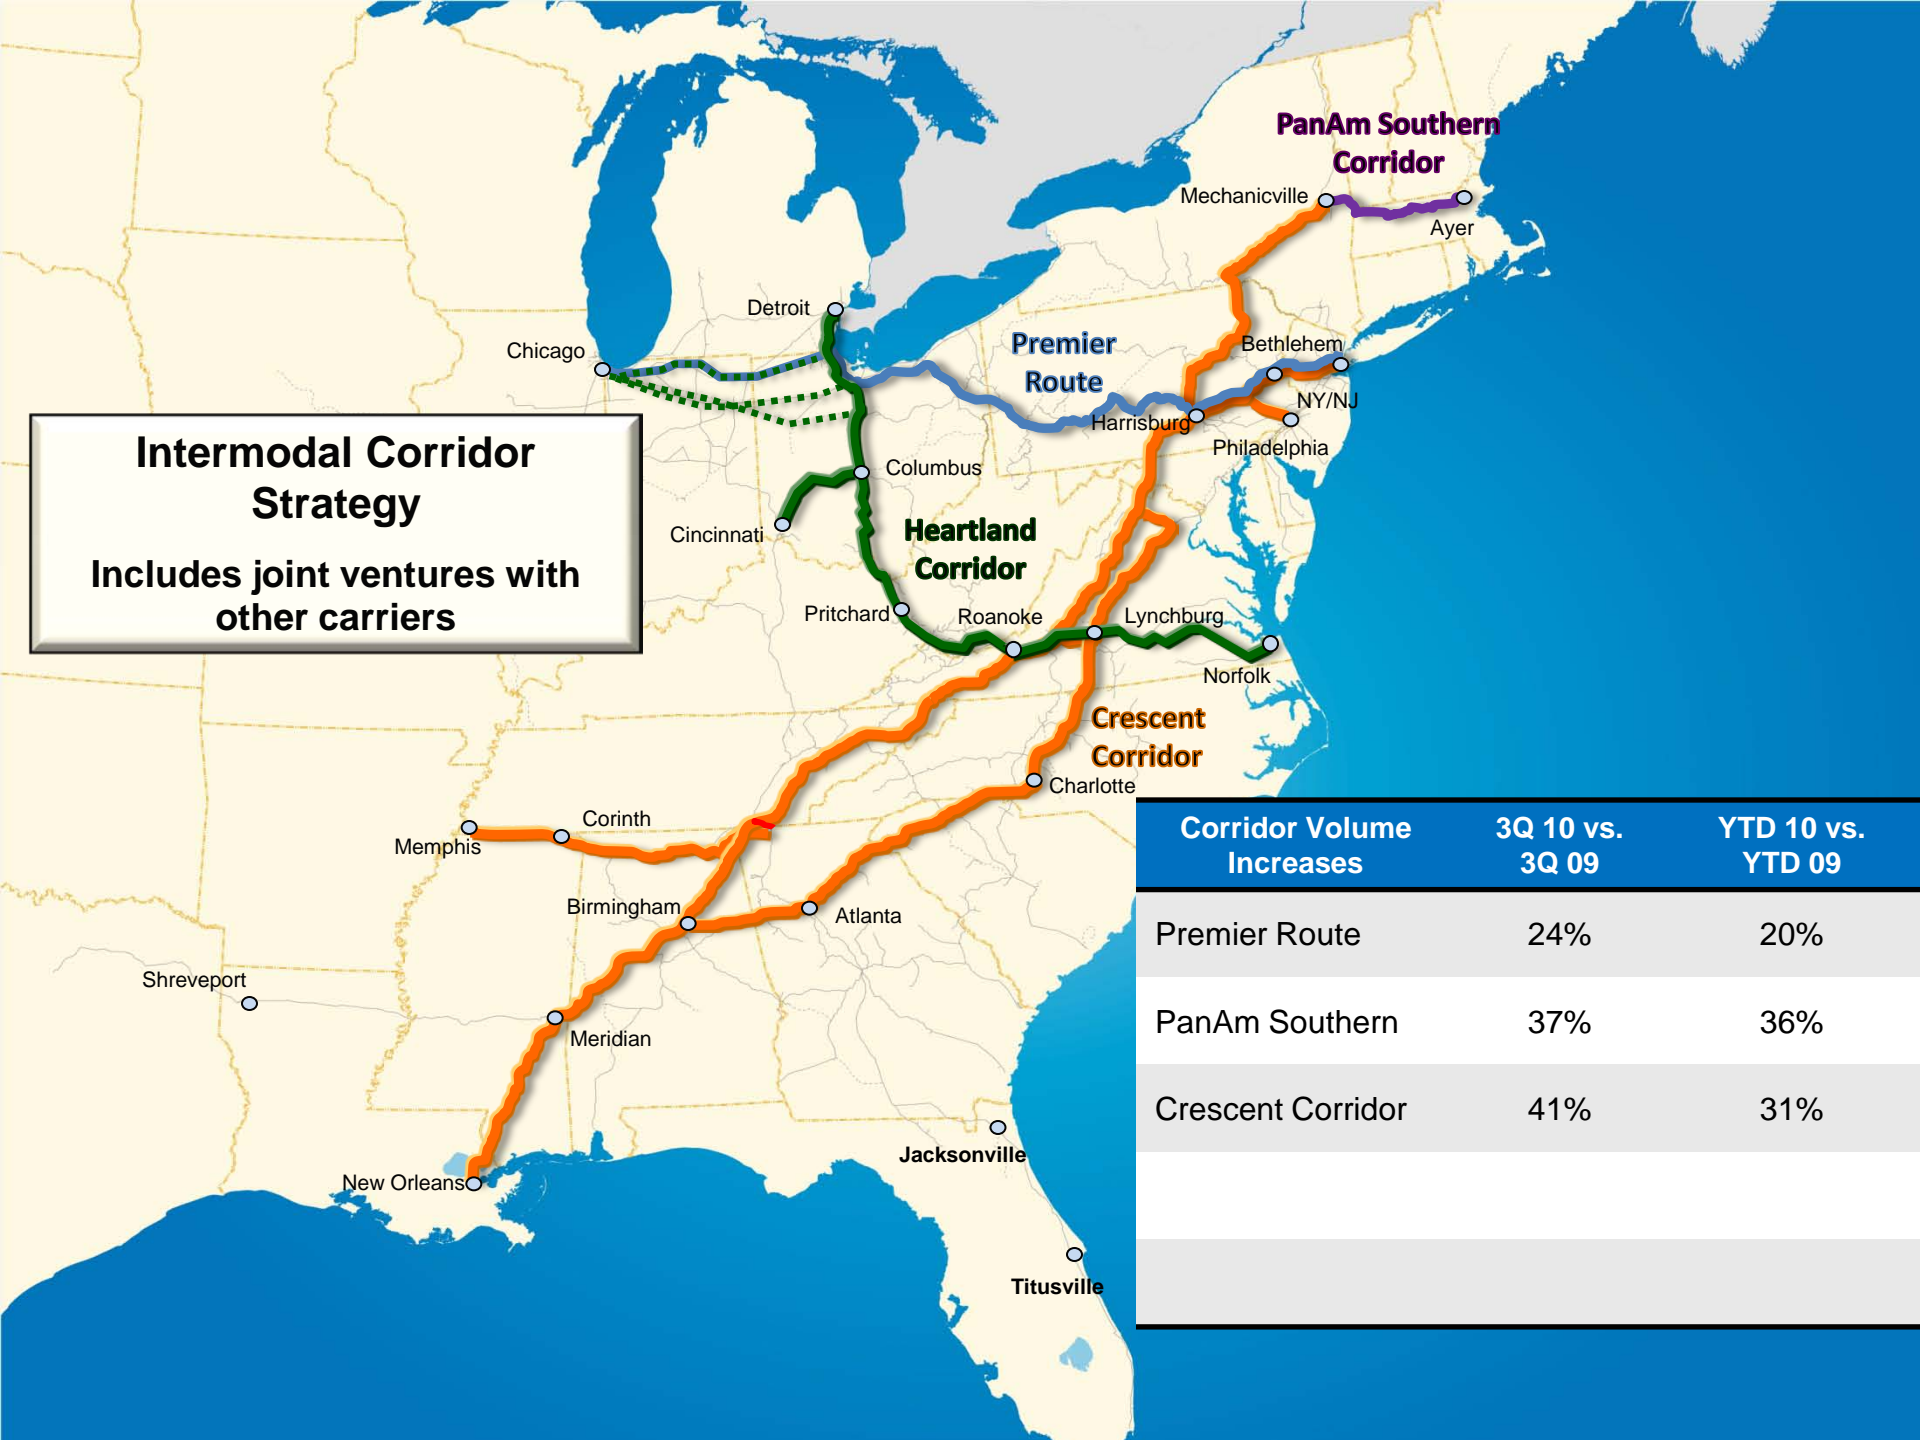 PanAm Southern
Corridor
Mechanicville
Ayer
Detroit
Chicago
Premier
Route
Bethlehem
NY/NJ
Harrisburg
Philadelphia
Intermodal Corridor
Strategy
Includes joint ventures with
other carriers
Columbus
Cincinnati
Heartland
Corridor
Pritchard
Roanoke
Lynchburg
Norfolk
Crescent
Corridor
Charlotte
Corinth
Memphis
Birmingham
Atlanta
Shreveport
Meridian
New Orleans
Jacksonville
Titusville
Corridor Volume
Increases
3Q 10 vs.
3Q 09
YTD 10 vs.
YTD 09
Premier Route 24% 20%
PanAm Southern 37% 36%
Crescent Corridor 41% 31%